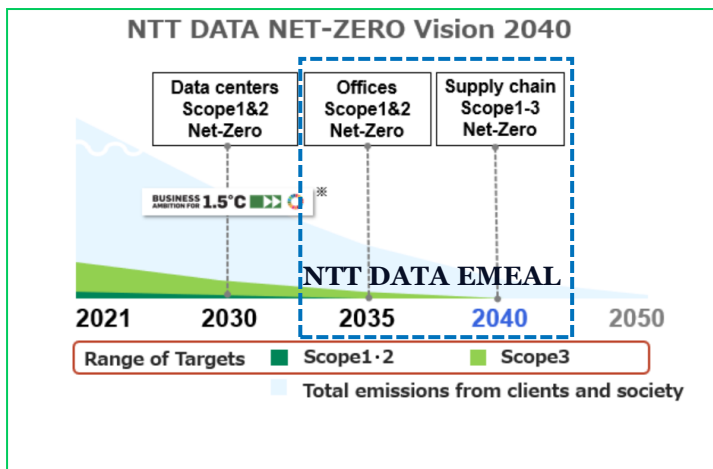 NTT DATA NET-ZERO Vision 2040
Data centers
Scope1&2
Net-Zero
Offices
Scope1&2
Net-Zero
Supply chain
Scope1-3
Net-Zero
BUSINESS
AMBITION FOR 1.5°C
※
NTT DATA EMEAL
2021 2030 2035 2040 2050
Range of Targets Scope1・2 Scope3
Total emissions from clients and society